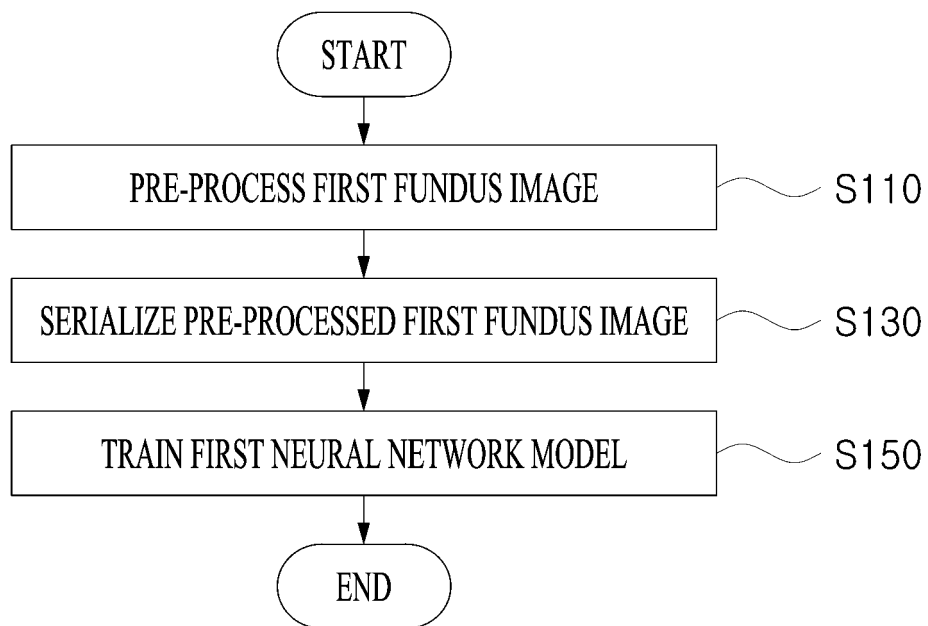 START
PRE-PROCESS FIRST FUNDUS IMAGE
S110
SERIALIZE PRE-PROCESSED FIRST FUNDUS IMAGE
S130
TRAIN FIRST NEURAL NETWORK MODEL
S150
END